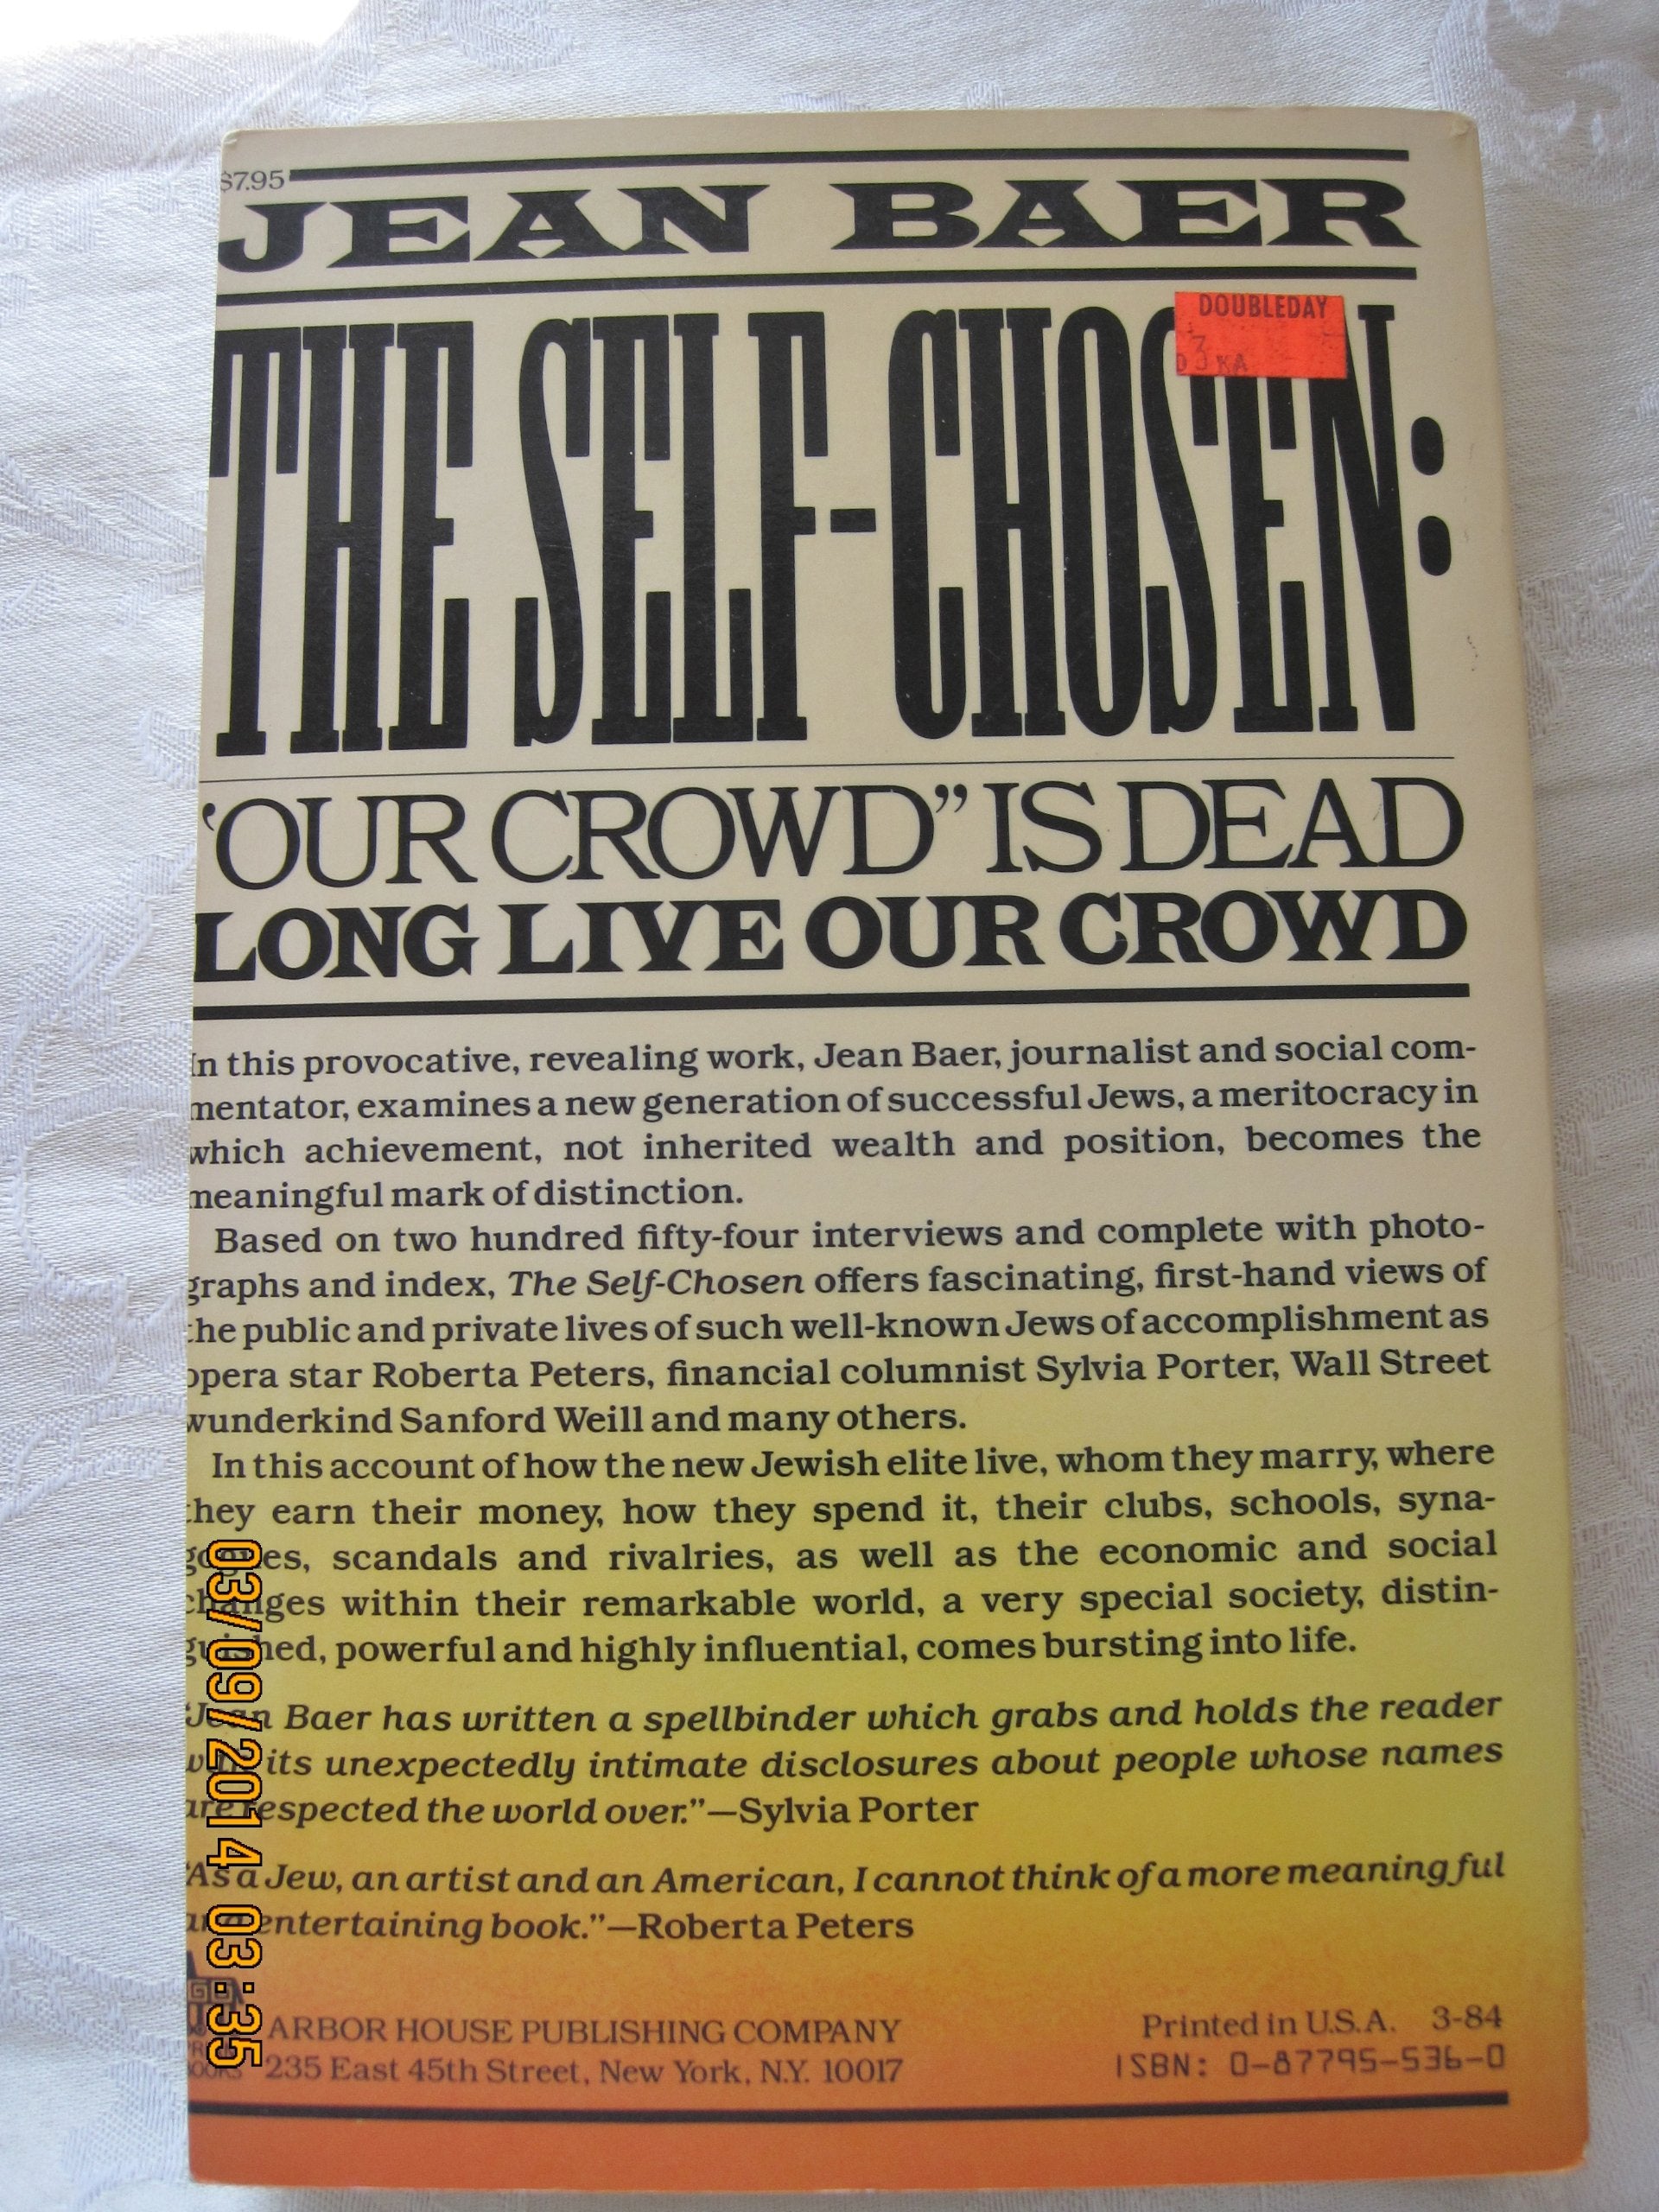 $7.95
JEAN BAER
DOUBLEDAY
THE SELF-CHOSEN:
"OUR CROWD" IS DEAD
LONG LIVE OUR CROWD
In this provocative, revealing work, Jean Baer, journalist and social com-
mentator, examines a new generation of successful Jews, a meritocracy in
which achievement, not inherited wealth and position, becomes the
meaningful mark of distinction.
Based on two hundred fifty-four interviews and complete with photo-
graphs and index, The Self-Chosen offers fascinating, first-hand views of
the public and private lives of such well-known Jews of accomplishment as
opera star Roberta Peters, financial columnist Sylvia Porter, Wall Street
wunderkind Sanford Weill and many others.
In this account of how the new Jewish elite live, whom they marry, where
they earn their money, how they spend it, their clubs, schools, syna-
gogues, scandals and rivalries, as well as the economic and social
changes within their remarkable world, a very special society, distin-
guished, powerful and highly influential, comes bursting into life.
"Jean Baer has written a spellbinder which grabs and holds the reader
with its unexpectedly intimate disclosures about people whose names
are respected the world over."—Sylvia Porter
"As a Jew, an artist and an American, I cannot think of a more meaningful
and entertaining book."—Roberta Peters
BOOKS
ARBOR HOUSE PUBLISHING COMPANY
235 East 45th Street, New York, N.Y. 10017
Printed in U.S.A. 3-84
ISBN: 0-87795-536-0
03/09/2014 03:35